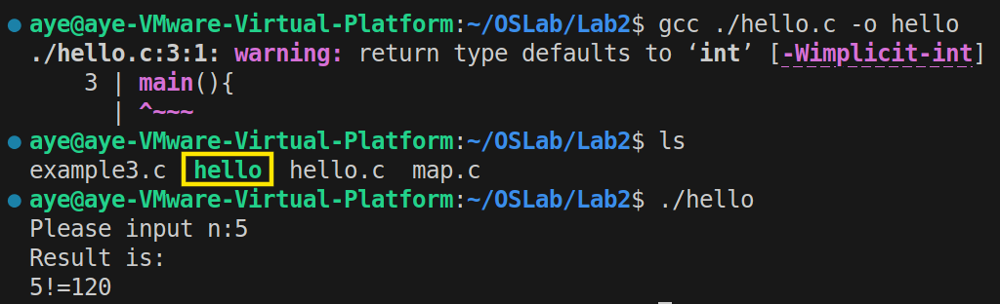 aye@aye-VMware-Virtual-Platform:~/OSLab/Lab2$ gcc ./hello.c -o hello
./hello.c:3:1: warning: return type defaults to ‘int’ [-Wimplicit-int]
    3 | main(){
      | ^~~~
aye@aye-VMware-Virtual-Platform:~/OSLab/Lab2$ ls
example3.c  hello  hello.c  map.c
aye@aye-VMware-Virtual-Platform:~/OSLab/Lab2$ ./hello
Please input n:5
Result is:
5!=120